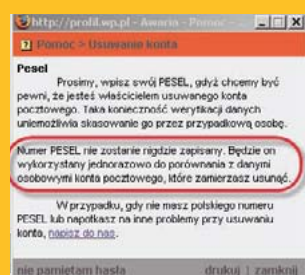 http://profil.wp.pl - Awaria - Pomoc - ...
Pomoc > Usuwanie konta
Pesel
Prosimy, wpisz swój PESEL, gdyż chcemy być
pewni, że jesteś właścicielem usuwanego konta
pocztowego. Taka konieczność weryfikacji danych
uniemożliwia skasowanie go przez przypadkową osobę.
Numer PESEL nie zostanie nigdzie zapisany. Będzie on
wykorzystany jednorazowo do porównania z danymi
osobowymi konta pocztowego, które zamierzasz usunąć.
W przypadku, gdy nie masz polskiego numeru
PESEL lub napotkasz na inne problemy przy usuwaniu
konta, napisz do nas.
nie pamiętam hasła drukuj | zamknij